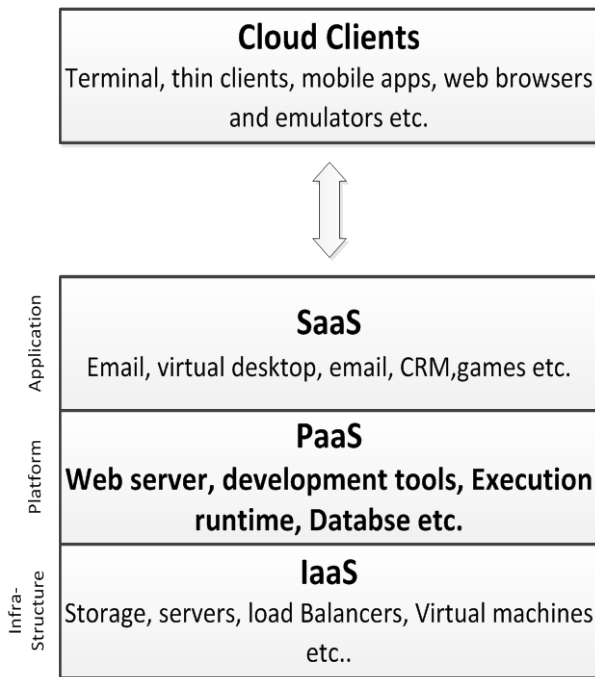 Cloud Clients
Terminal, thin clients, mobile apps, web browsers
and emulators etc.
Application
SaaS
Email, virtual desktop, email, CRM,games etc.
Platform
PaaS
Web server, development tools, Execution
runtime, Databse etc.
Infra-
Structure
IaaS
Storage, servers, load Balancers, Virtual machines
etc..